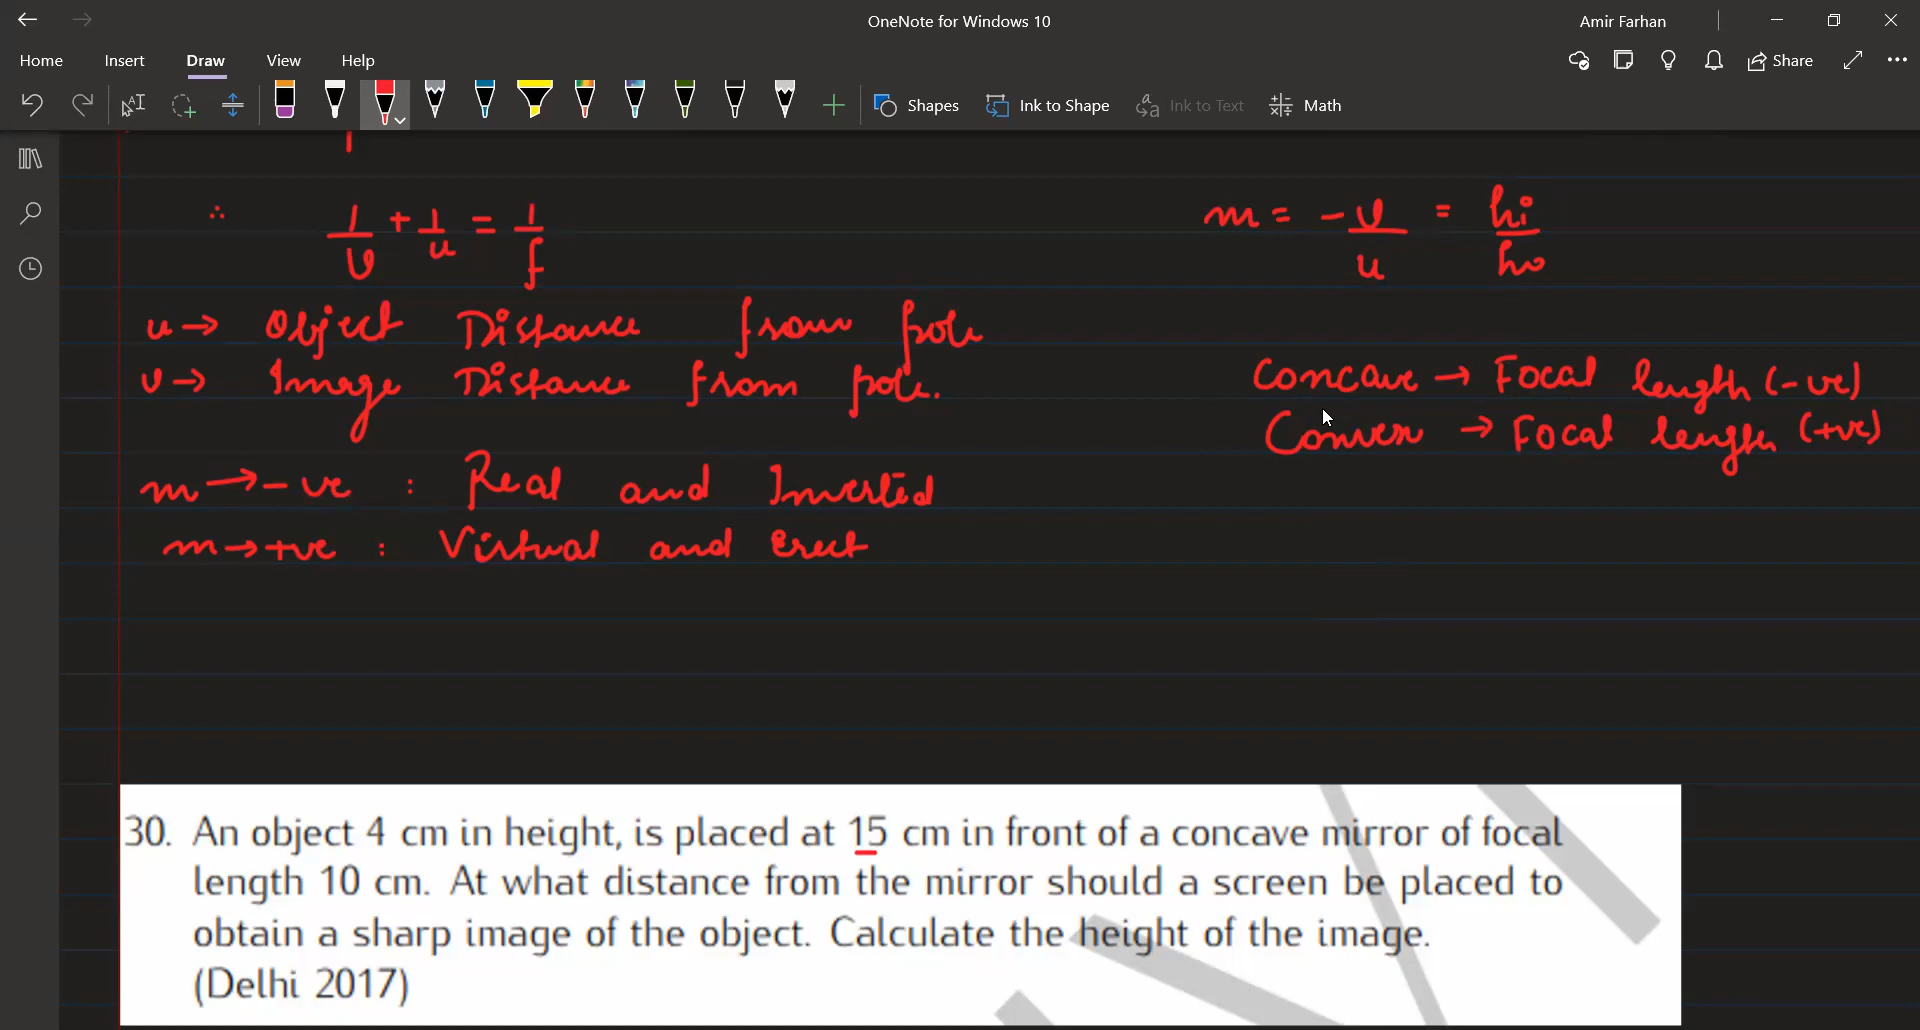 OneNote for Windows 10
Amir Farhan
Home Insert Draw View Help
Share
Shapes Ink to Shape Ink to Text Math
∴ 1/v + 1/u = 1/f
m = -v/u = hi/ho
u → Object Distance from pole
v → Image Distance from pole.
Concave → Focal length (-ve)
Convex → Focal length (+ve)
m → -ve : Real and Inverted
m → +ve : Virtual and Erect
30. An object 4 cm in height, is placed at 15 cm in front of a concave mirror of focal
length 10 cm. At what distance from the mirror should a screen be placed to
obtain a sharp image of the object. Calculate the height of the image.
(Delhi 2017)